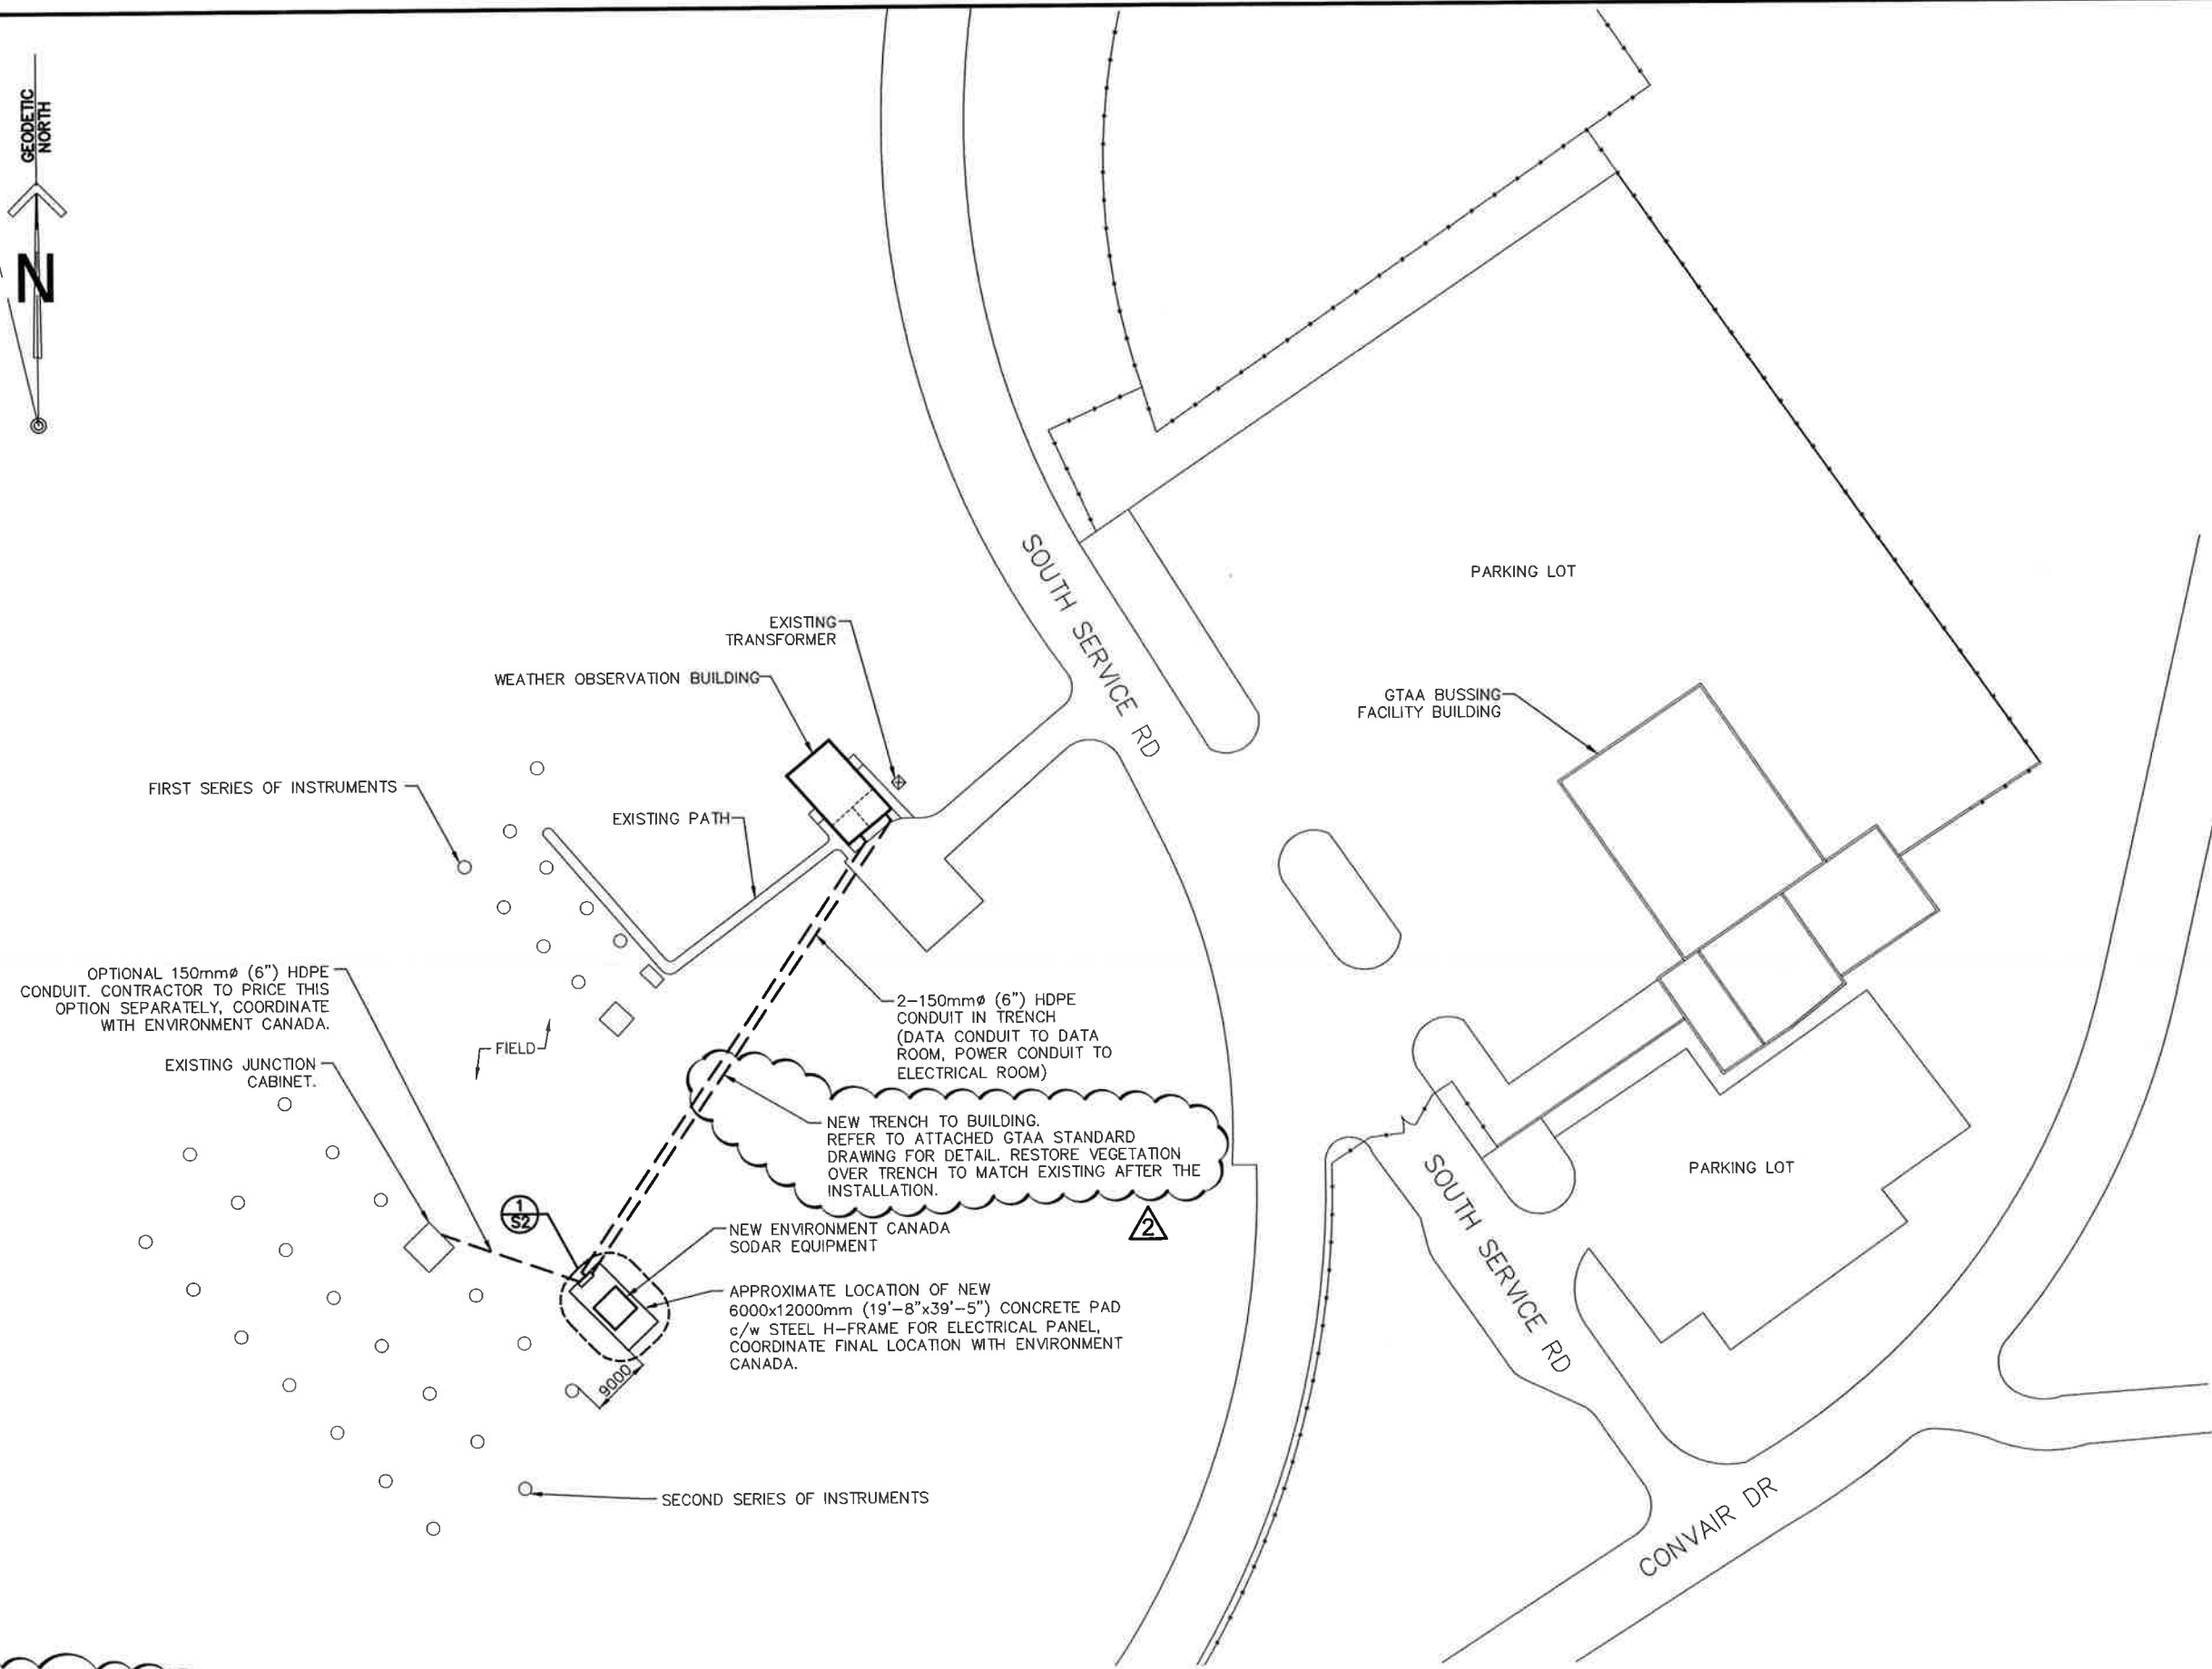 GEODETIC
NORTH
N
SOUTH SERVICE RD
PARKING LOT
EXISTING
TRANSFORMER
WEATHER OBSERVATION BUILDING
GTAA BUSSING
FACILITY BUILDING
FIRST SERIES OF INSTRUMENTS
EXISTING PATH
OPTIONAL 150mmø (6") HDPE
CONDUIT. CONTRACTOR TO PRICE THIS
OPTION SEPARATELY, COORDINATE
WITH ENVIRONMENT CANADA.
2-150mmø (6") HDPE
CONDUIT IN TRENCH
(DATA CONDUIT TO DATA
ROOM, POWER CONDUIT TO
ELECTRICAL ROOM)
FIELD
EXISTING JUNCTION
CABINET.
NEW TRENCH TO BUILDING.
REFER TO ATTACHED GTAA STANDARD
DRAWING FOR DETAIL. RESTORE VEGETATION
OVER TRENCH TO MATCH EXISTING AFTER THE
INSTALLATION.
2
PARKING LOT
SOUTH SERVICE RD
1
S2
NEW ENVIRONMENT CANADA
SODAR EQUIPMENT
APPROXIMATE LOCATION OF NEW
6000x12000mm (19'-8"x39'-5") CONCRETE PAD
c/w STEEL H-FRAME FOR ELECTRICAL PANEL,
COORDINATE FINAL LOCATION WITH ENVIRONMENT
CANADA.
9000
SECOND SERIES OF INSTRUMENTS
CONVAIR DR